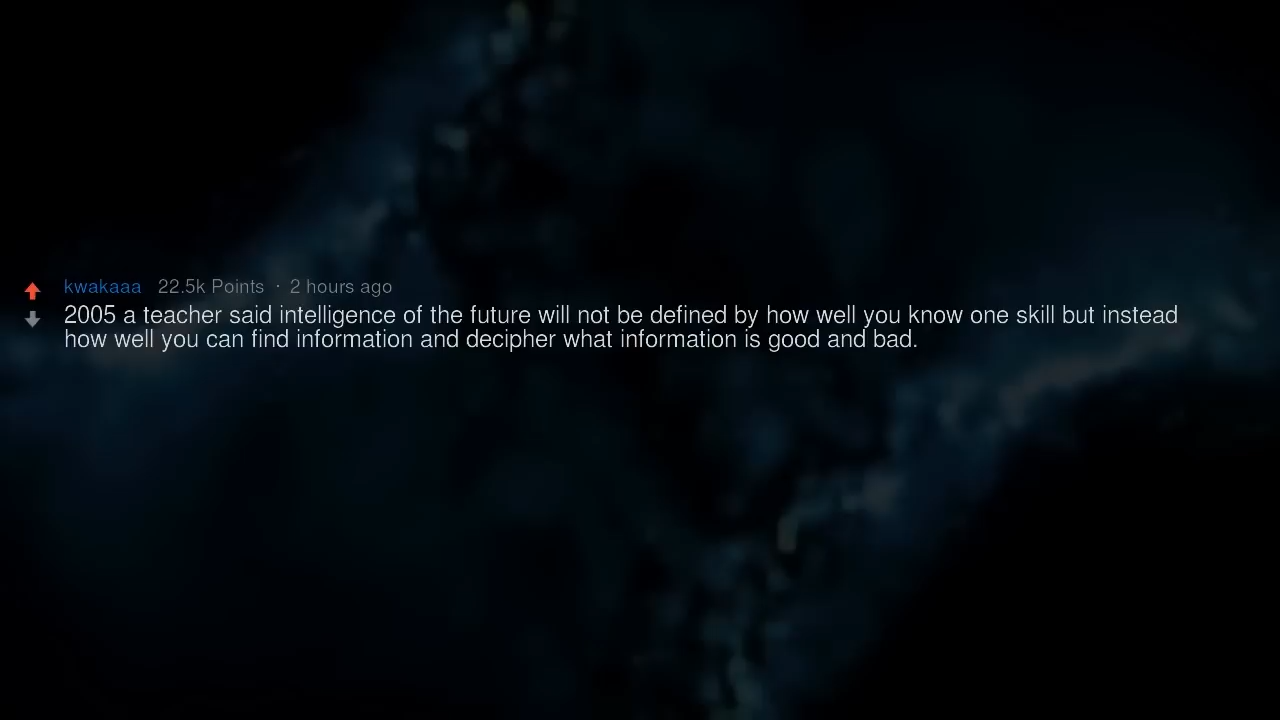 kwakaaa 22.5k Points · 2 hours ago
2005 a teacher said intelligence of the future will not be defined by how well you know one skill but instead
how well you can find information and decipher what information is good and bad.